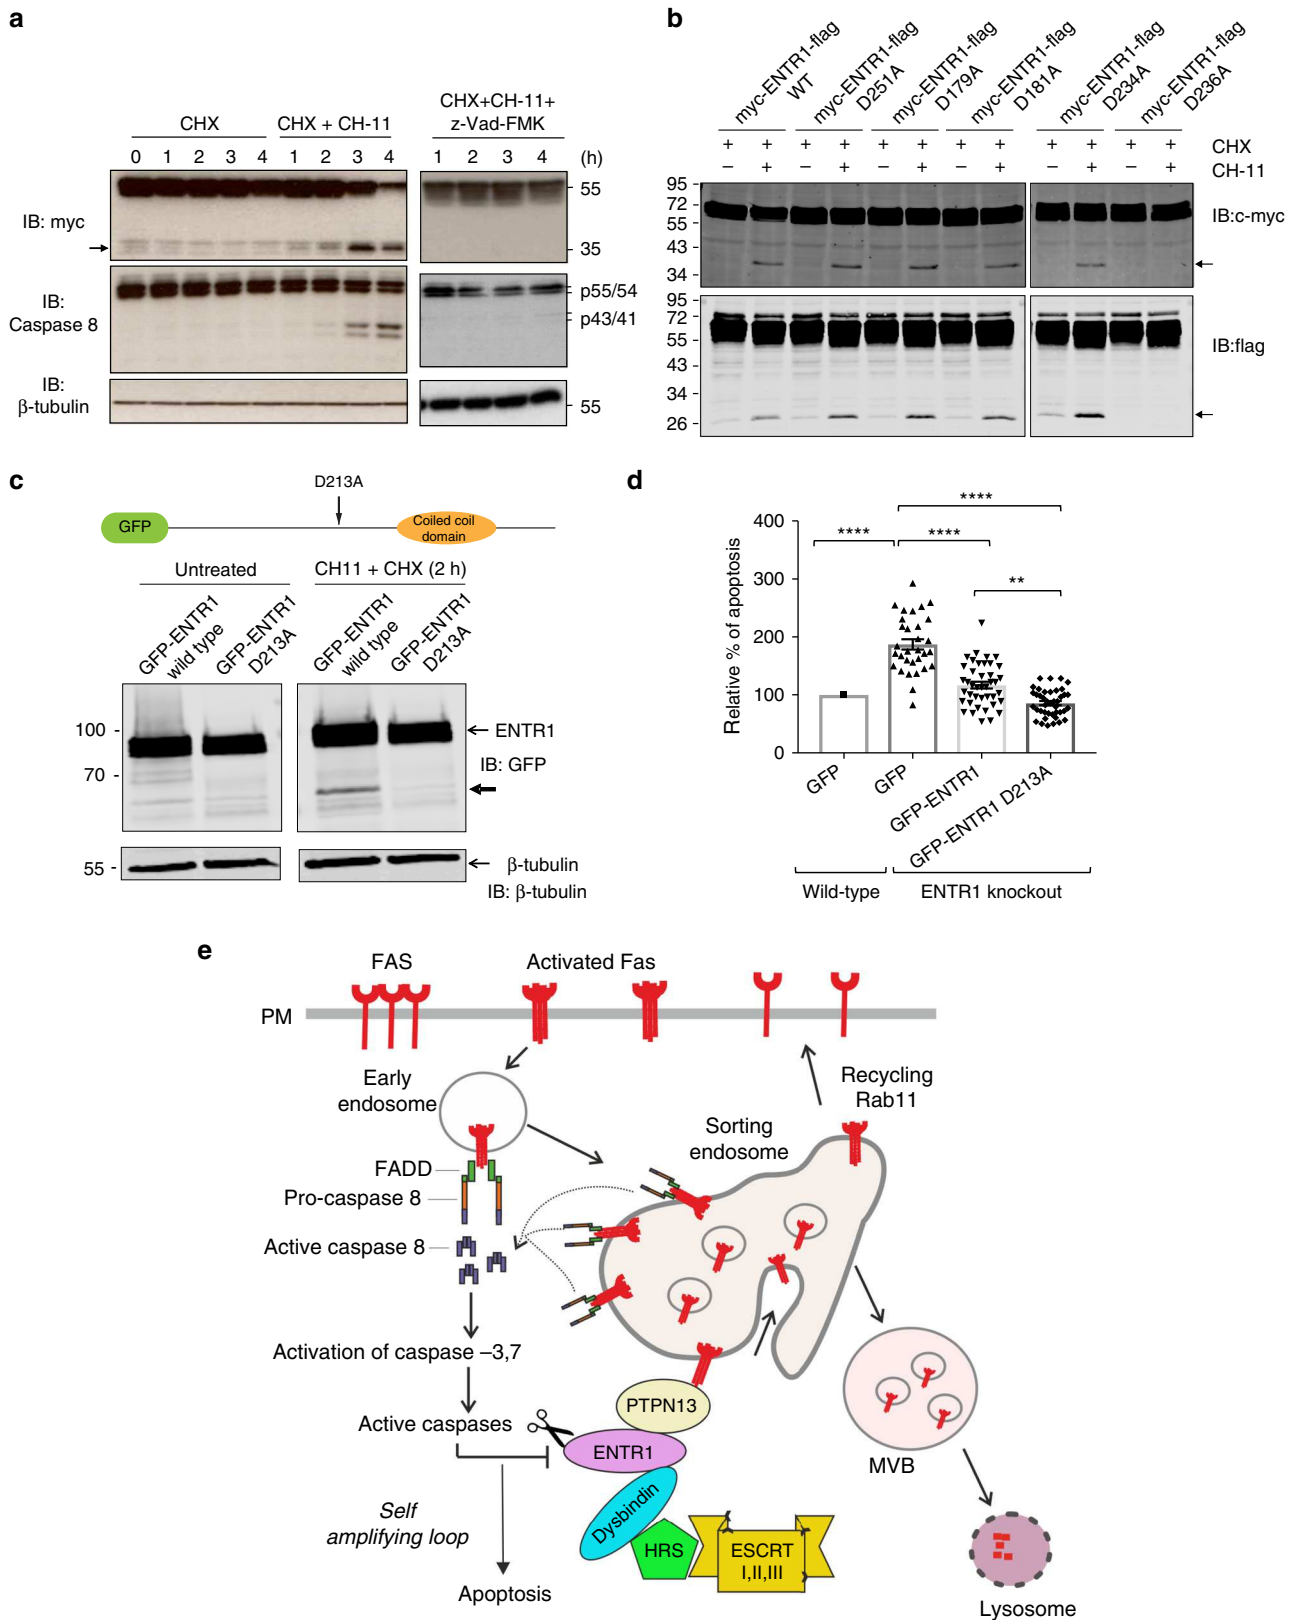 a
CHX
CHX + CH-11
CHX+CH-11+
z-Vad-FMK
0 1 2 3 4 1 2 3 4
1 2 3 4 (h)
IB: myc
55
35
IB:
Caspase 8
p55/54
p43/41
IB:
β-tubulin
55
b
myc-ENTR1-flag
WT
myc-ENTR1-flag
D251A
myc-ENTR1-flag
D179A
myc-ENTR1-flag
D181A
myc-ENTR1-flag
D234A
myc-ENTR1-flag
D236A
+ + + + + + + + + + + + CHX
– + – + – + – + – + – + CH-11
95
72
55
43
34
IB:c-myc
95
72
55
43
34
26
IB:flag
c
D213A
GFP
Coiled coil
domain
Untreated
CH11 + CHX (2 h)
GFP-ENTR1
wild type
GFP-ENTR1
D213A
GFP-ENTR1
wild type
GFP-ENTR1
D213A
100
70
ENTR1
IB: GFP
55
β-tubulin
IB: β-tubulin
d
Relative % of apoptosis
400
300
200
100
0
****
****
****
**
GFP
GFP
GFP-ENTR1
GFP-ENTR1 D213A
Wild-type
ENTR1 knockout
e
FAS
Activated Fas
PM
Early
endosome
Recycling
Rab11
Sorting
endosome
FADD
Pro-caspase 8
Active caspase 8
Activation of caspase –3,7
Active caspases
PTPN13
ENTR1
Dysbindin
HRS
ESCRT
I,II,III
MVB
Self
amplifying loop
Apoptosis
Lysosome